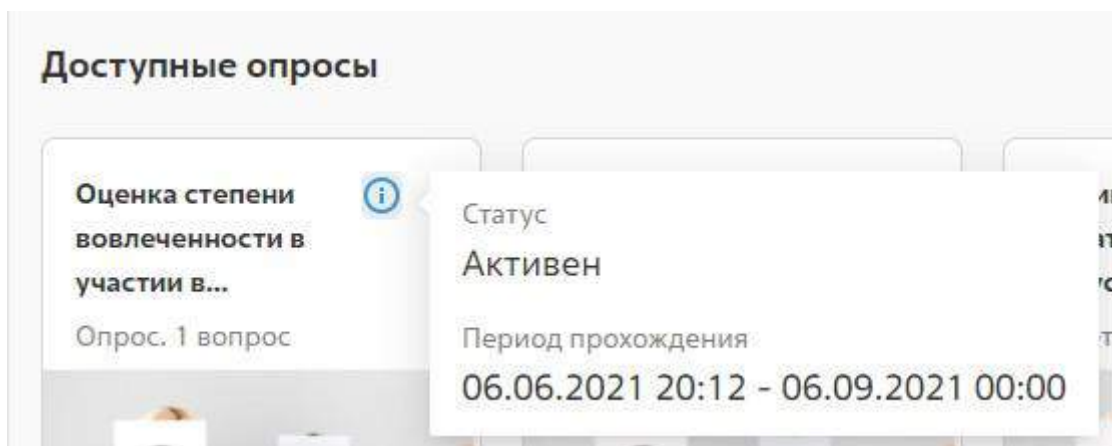 Доступные опросы
Оценка степени
вовлеченности в
участии в...
Опрос. 1 вопрос
Статус
Активен
Период прохождения
06.06.2021 20:12 - 06.09.2021 00:00